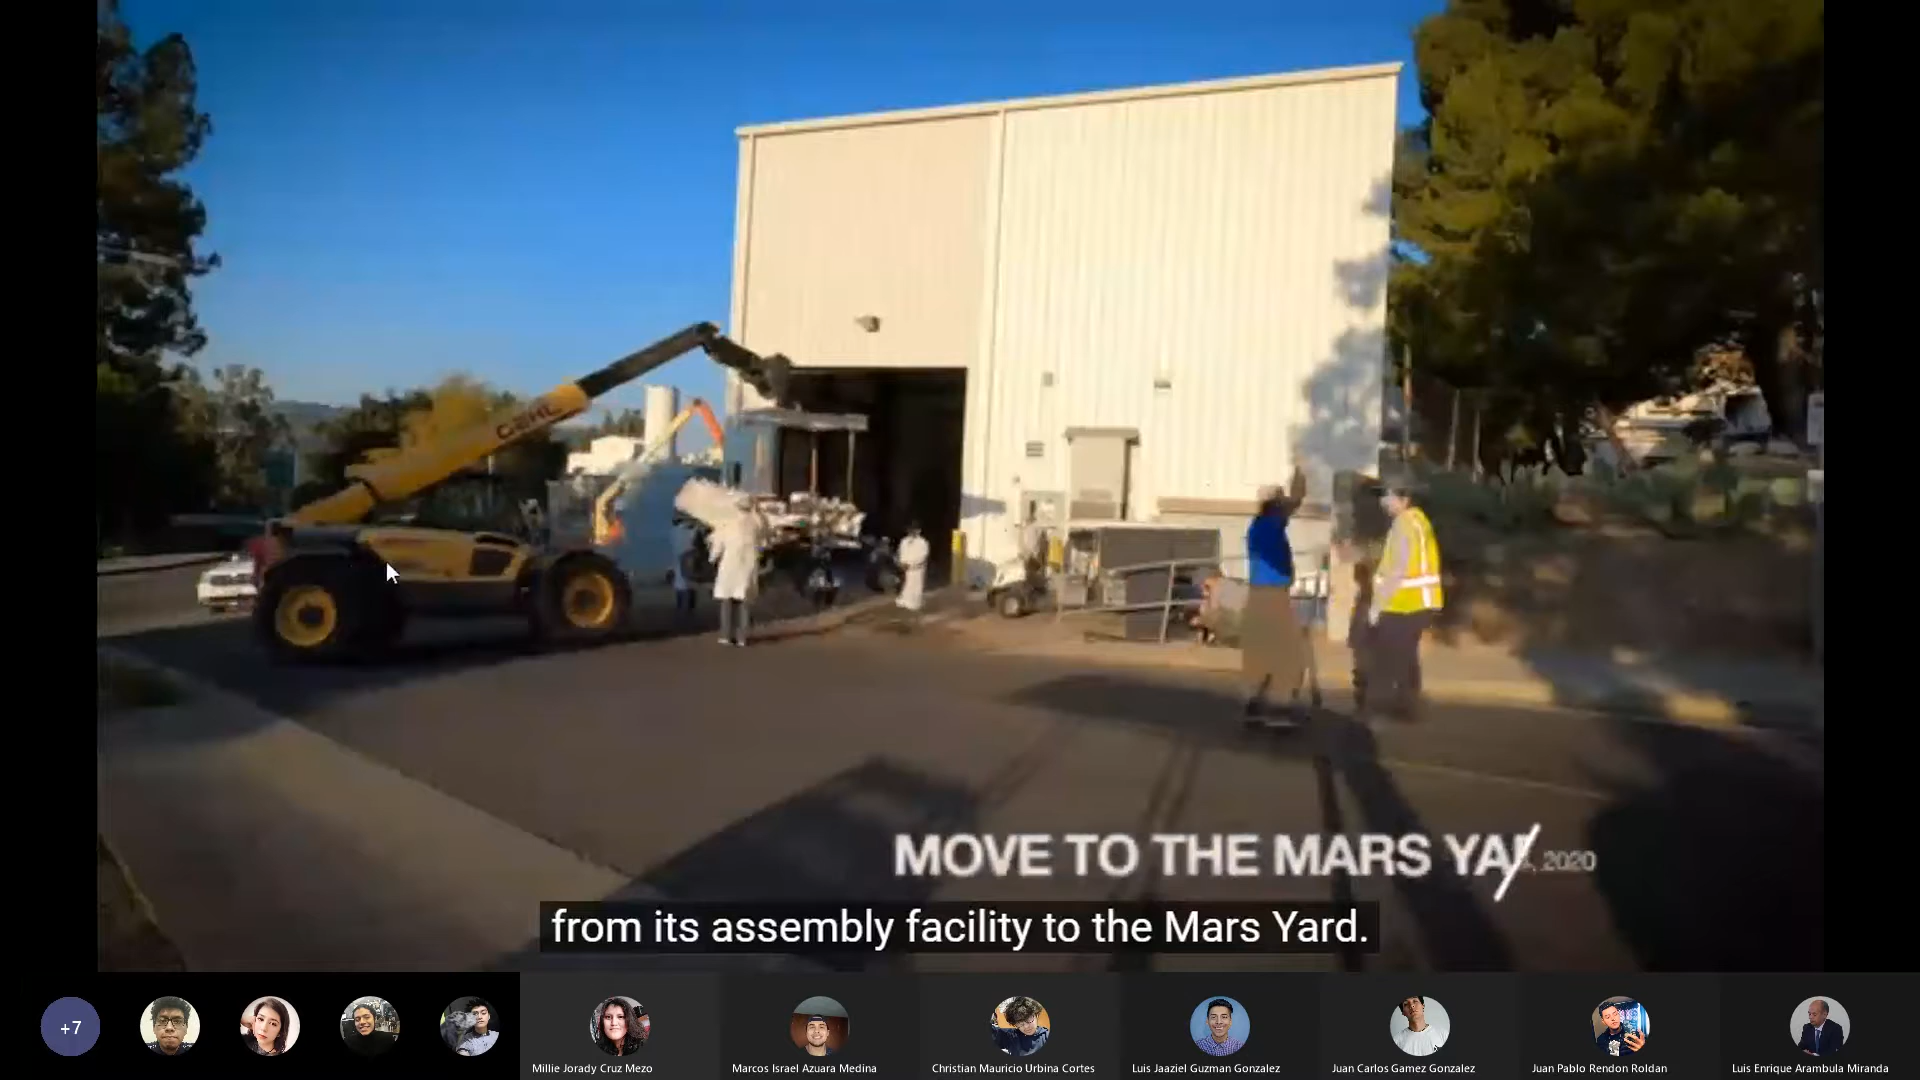 GEHL
MOVE TO THE MARS YA
, 2020
from its assembly facility to the Mars Yard.
+7
Millie Jorady Cruz Mezo
Marcos Israel Azuara Medina
Christian Mauricio Urbina Cortes
Luis Jaaziel Guzman Gonzalez
Juan Carlos Gamez Gonzalez
Juan Pablo Rendon Roldan
Luis Enrique Arambula Miranda